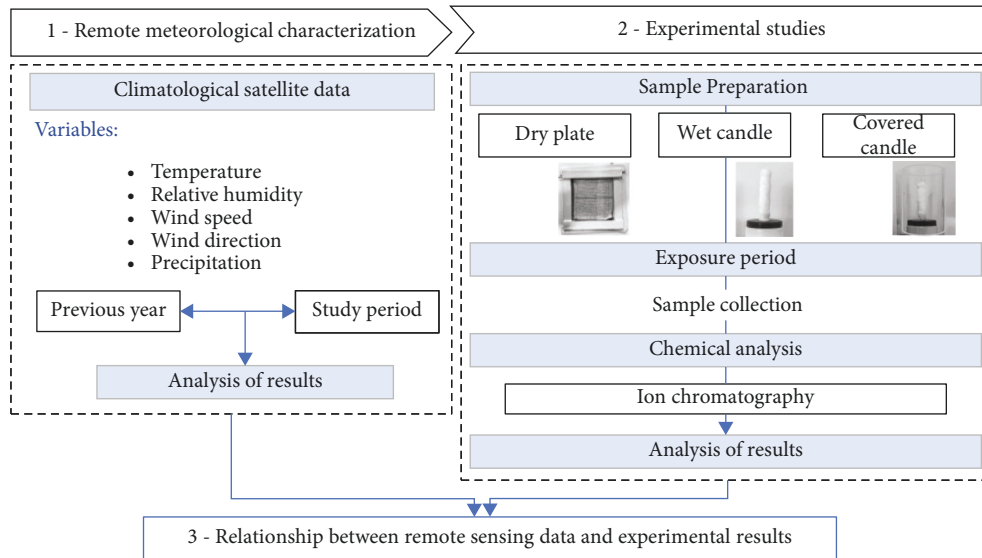 1 - Remote meteorological characterization
2 - Experimental studies
Climatological satellite data
Variables:
• Temperature
• Relative humidity
• Wind speed
• Wind direction
• Precipitation
Previous year
Study period
Analysis of results
Sample Preparation
Dry plate
Wet candle
Covered
candle
Exposure period
Sample collection
Chemical analysis
Ion chromatography
Analysis of results
3 - Relationship between remote sensing data and experimental results